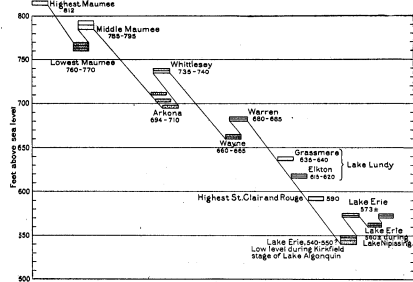 Highest Maumee
812
Middle Maumee
785-795
Lowest Maumee
760-770
Whittlesey
735-740
Arkona
694-710
Warren
680-685
Wayne
660-665
Grassmere
636-640
Elkton
615-620
Lake Lundy
Highest St. Clair and Rouge
590
Lake Erie
573±
Lake Erie
560± during
Lake Nipissing
Lake Erie, 540-550?
Low level during Kirkfield
stage of Lake Algonquin
Feet above sea level
800
750
700
650
600
550
500